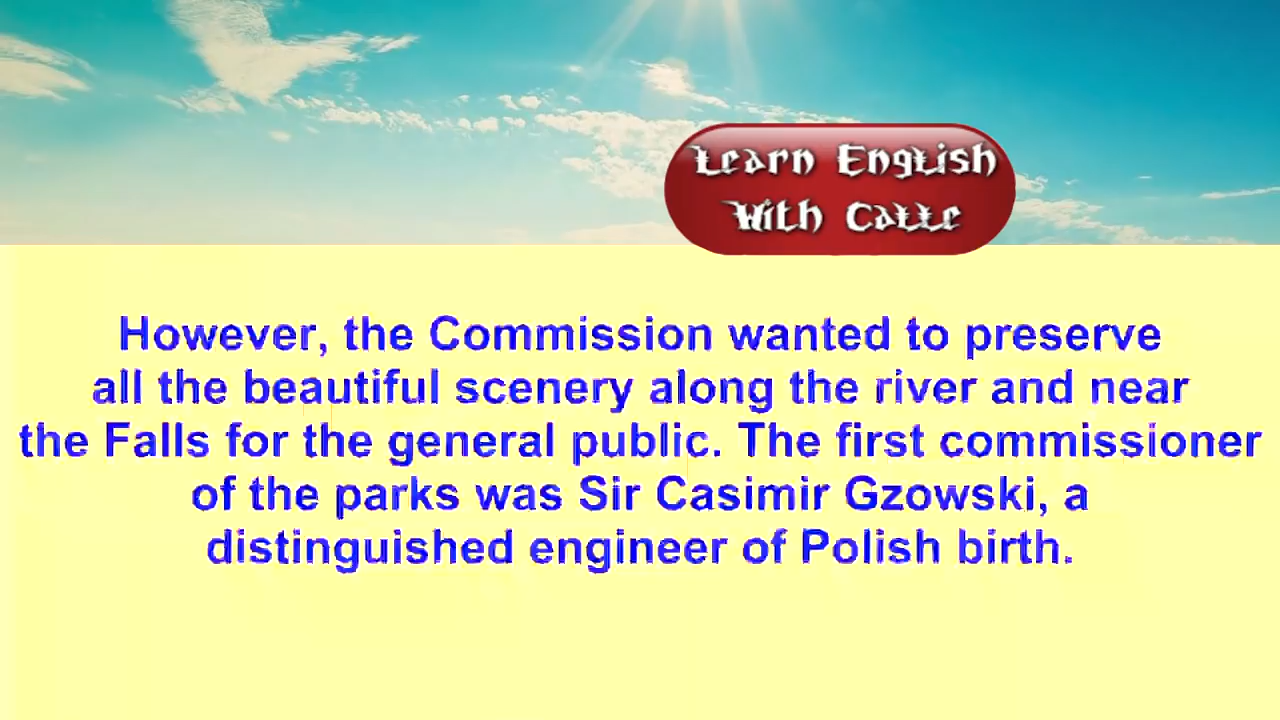 Learn English
With Catte
However, the Commission wanted to preserve
all the beautiful scenery along the river and near
the Falls for the general public. The first commissioner
of the parks was Sir Casimir Gzowski, a
distinguished engineer of Polish birth.